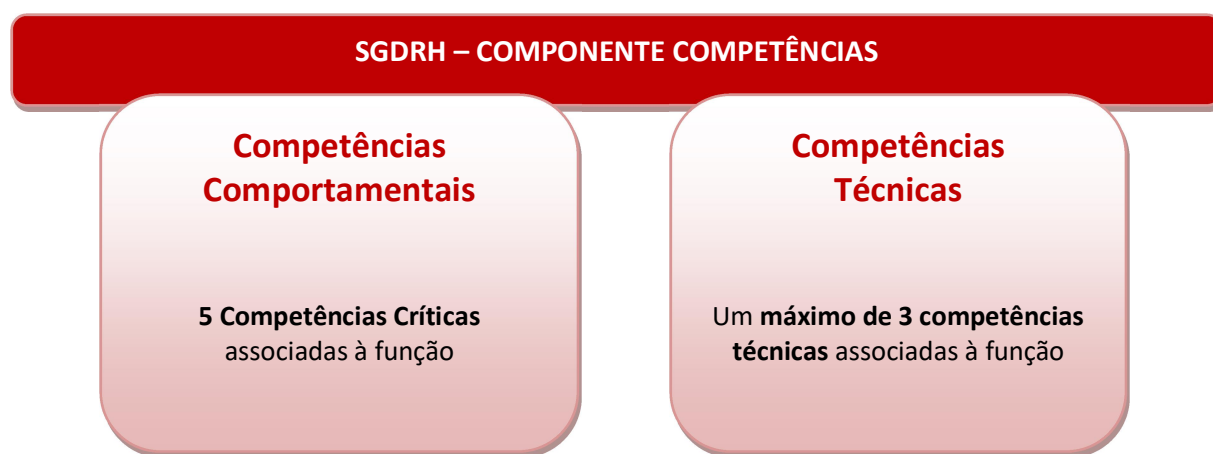 SGDRH – COMPONENTE COMPETÊNCIAS
Competências
Comportamentais
5 Competências Críticas
associadas à função
Competências
Técnicas
Um máximo de 3 competências
técnicas associadas à função